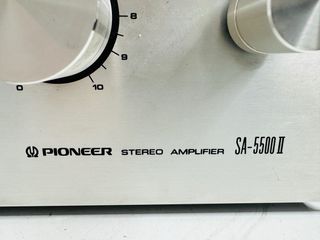 8
9
0 10
PIONEER STEREO AMPLIFIER SA-5500 II